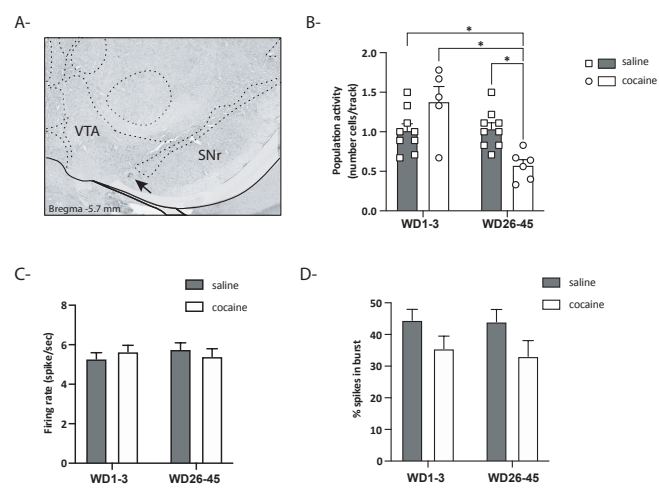 A-
VTA
SNr
Bregma -5.7 mm
B-
* 
*
*
saline
cocaine
Population activity
(number cells/track)
2.0
1.5
1.0
0.5
0.0
WD1-3
WD26-45
C-
saline
cocaine
Firing rate (spike/sec)
8
6
4
2
0
WD1-3
WD26-45
D-
saline
cocaine
% spikes in burst
50
40
30
20
10
0
WD1-3
WD26-45